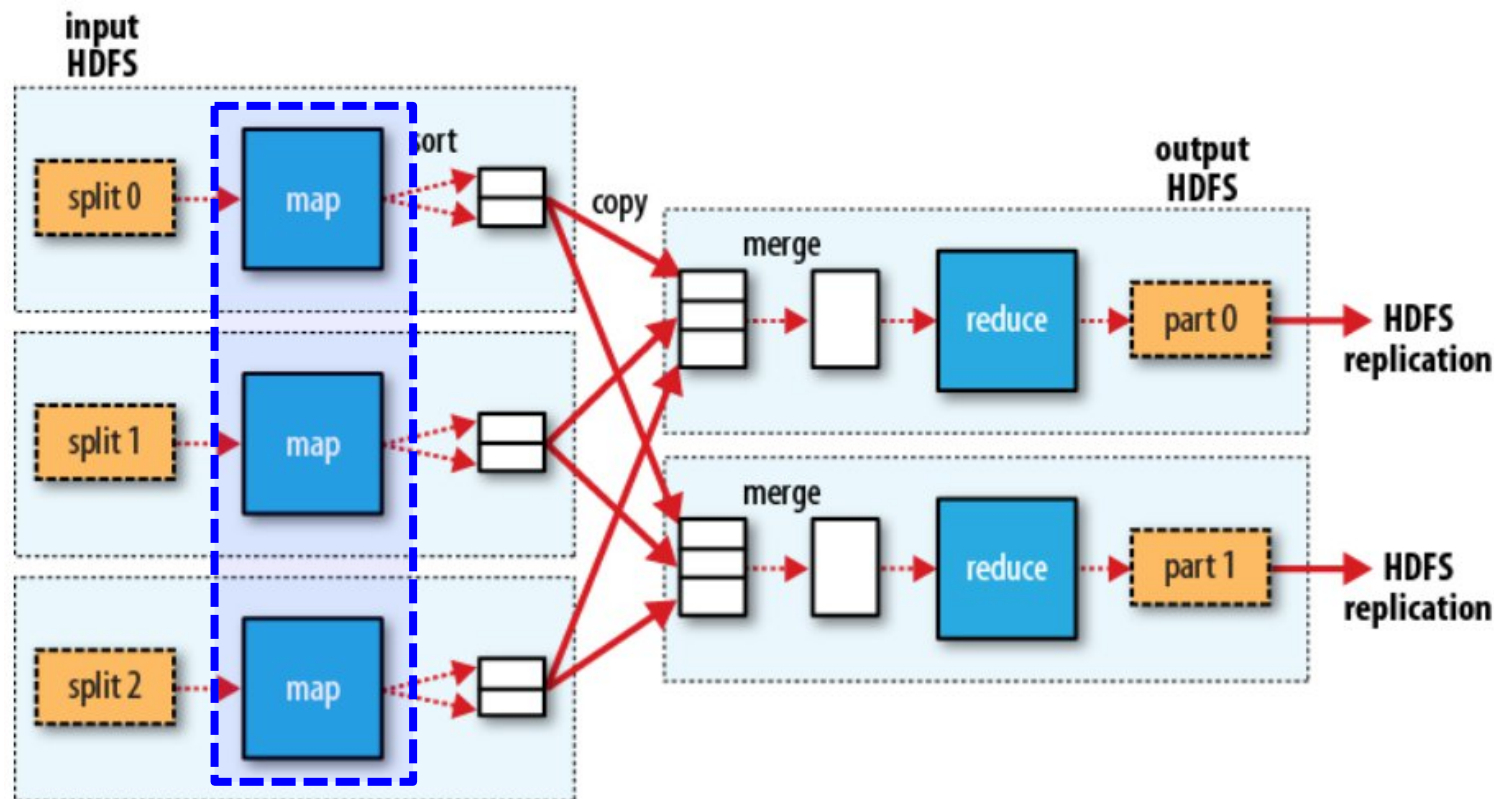 input
HDFS
split 0
map
sort
copy
split 1
map
split 2
map
output
HDFS
merge
reduce
part 0
HDFS
replication
merge
reduce
part 1
HDFS
replication